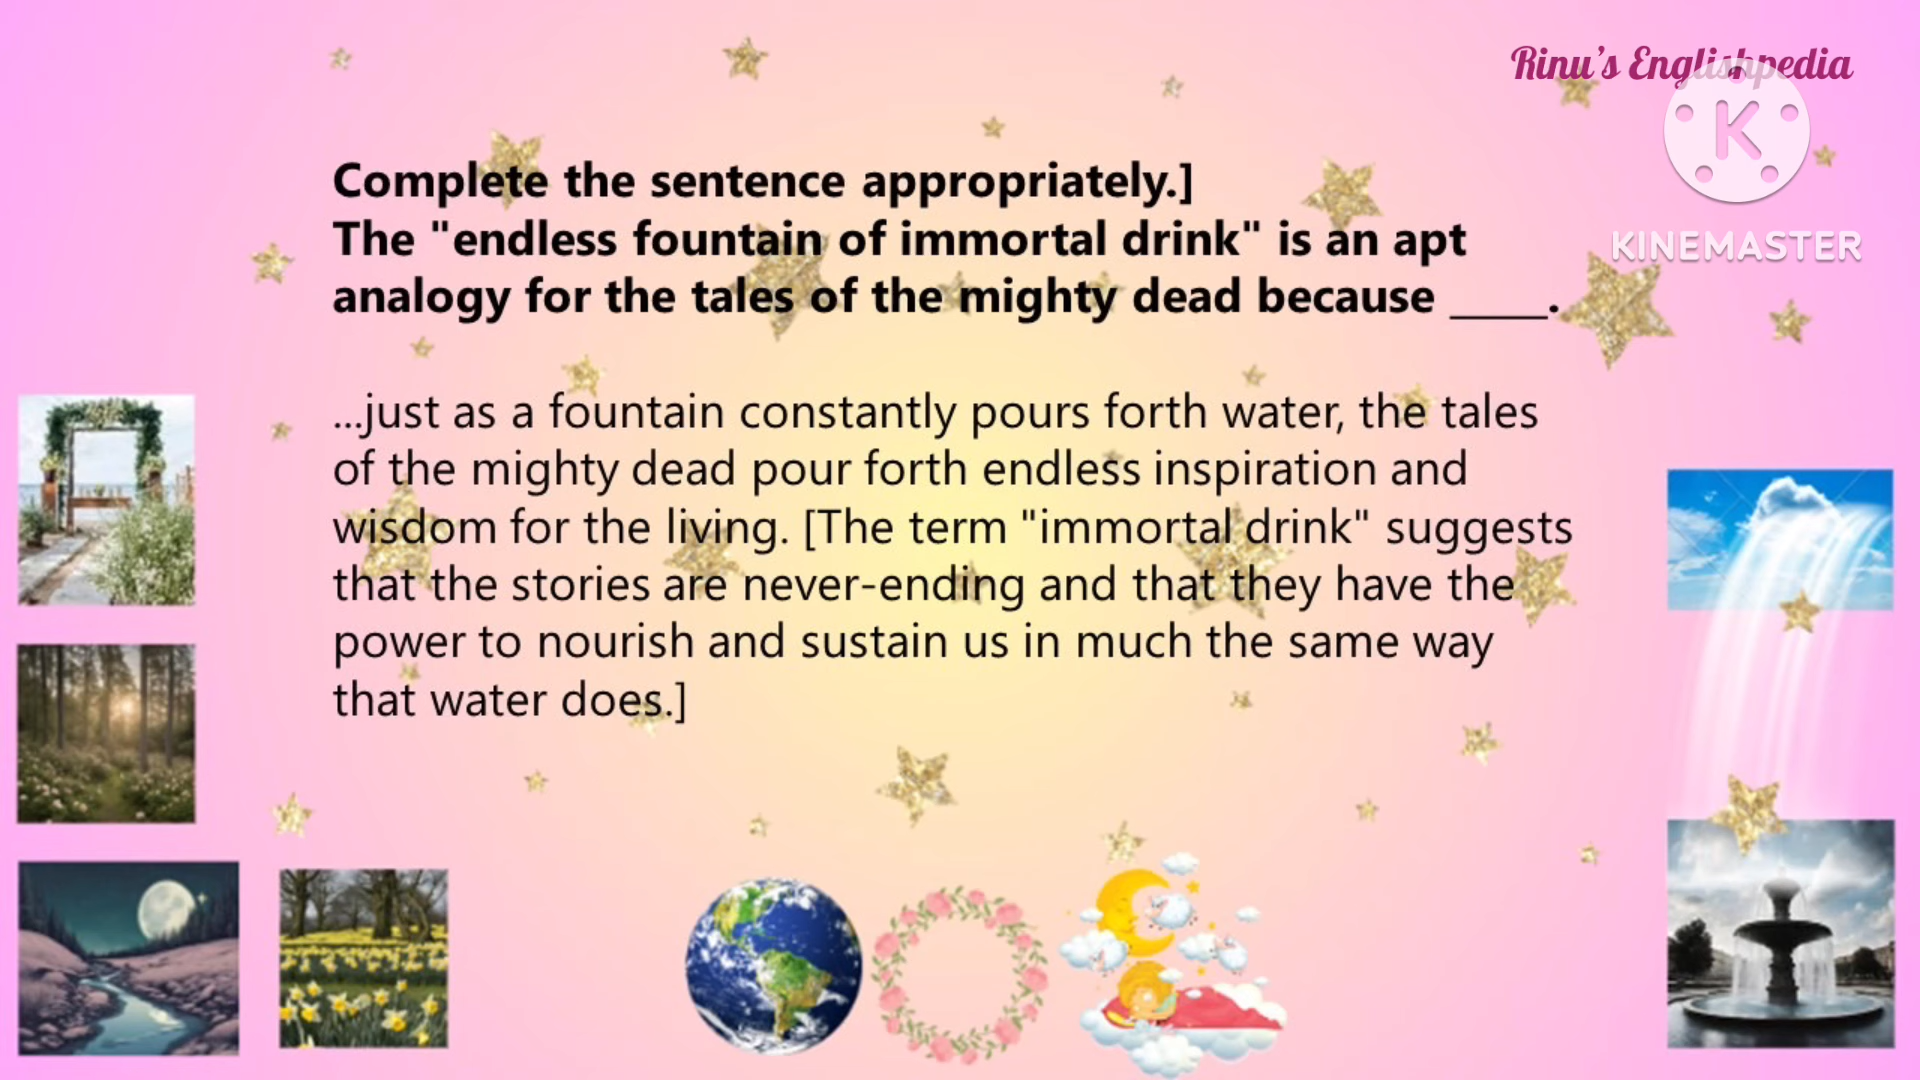 Rinu's Englishpedia
K
KINEMASTER
Complete the sentence appropriately.]
The "endless fountain of immortal drink" is an apt
analogy for the tales of the mighty dead because _____.
...just as a fountain constantly pours forth water, the tales
of the mighty dead pour forth endless inspiration and
wisdom for the living. [The term "immortal drink" suggests
that the stories are never-ending and that they have the
power to nourish and sustain us in much the same way
that water does.]